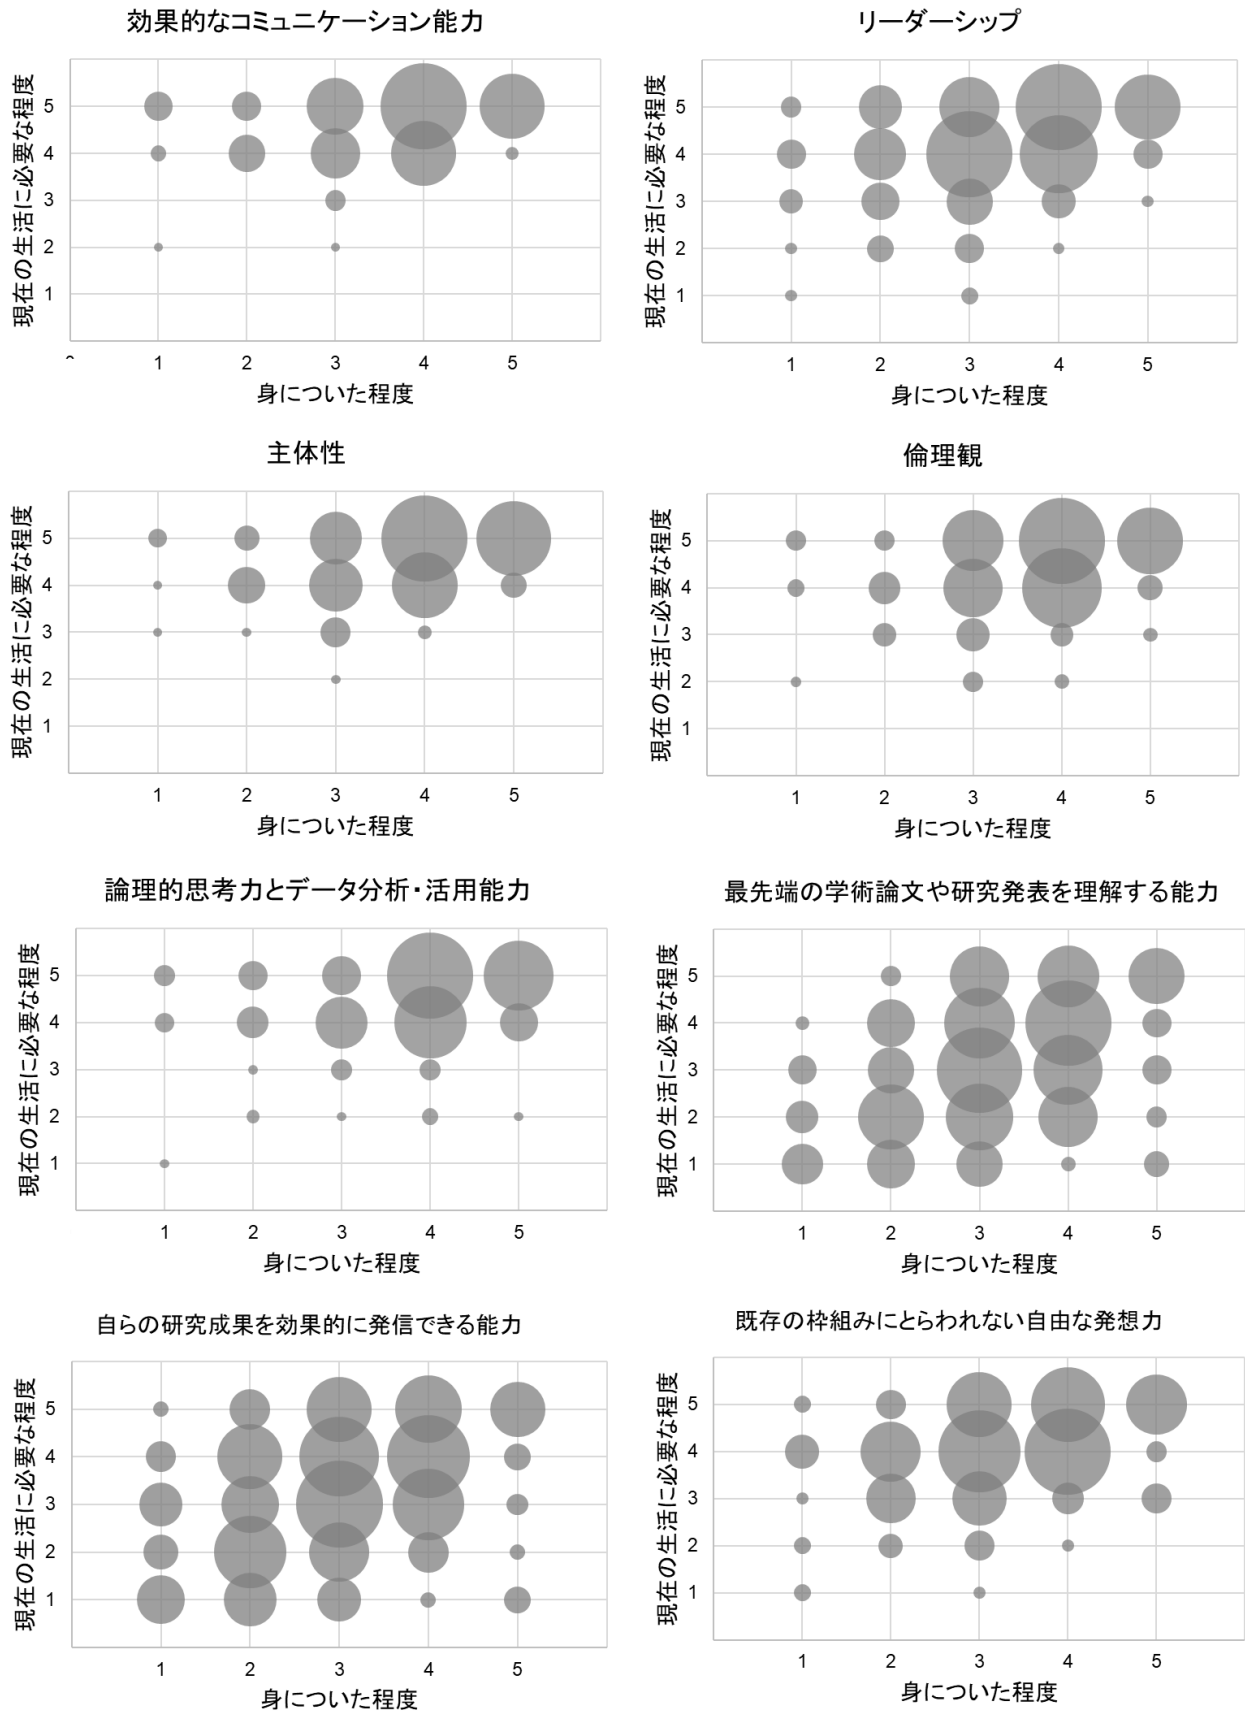 効果的なコミュニケーション能力
現在の生活に必要な程度
5
4
3
2
1
1 2 3 4 5
身についた程度
リーダーシップ
現在の生活に必要な程度
5
4
3
2
1
1 2 3 4 5
身についた程度
主体性
現在の生活に必要な程度
5
4
3
2
1
1 2 3 4 5
身についた程度
倫理観
現在の生活に必要な程度
5
4
3
2
1
1 2 3 4 5
身についた程度
論理的思考力とデータ分析・活用能力
現在の生活に必要な程度
5
4
3
2
1
1 2 3 4 5
身についた程度
最先端の学術論文や研究発表を理解する能力
現在の生活に必要な程度
5
4
3
2
1
1 2 3 4 5
身についた程度
自らの研究成果を効果的に発信できる能力
現在の生活に必要な程度
5
4
3
2
1
1 2 3 4 5
身についた程度
既存の枠組みにとらわれない自由な発想力
現在の生活に必要な程度
5
4
3
2
1
1 2 3 4 5
身についた程度